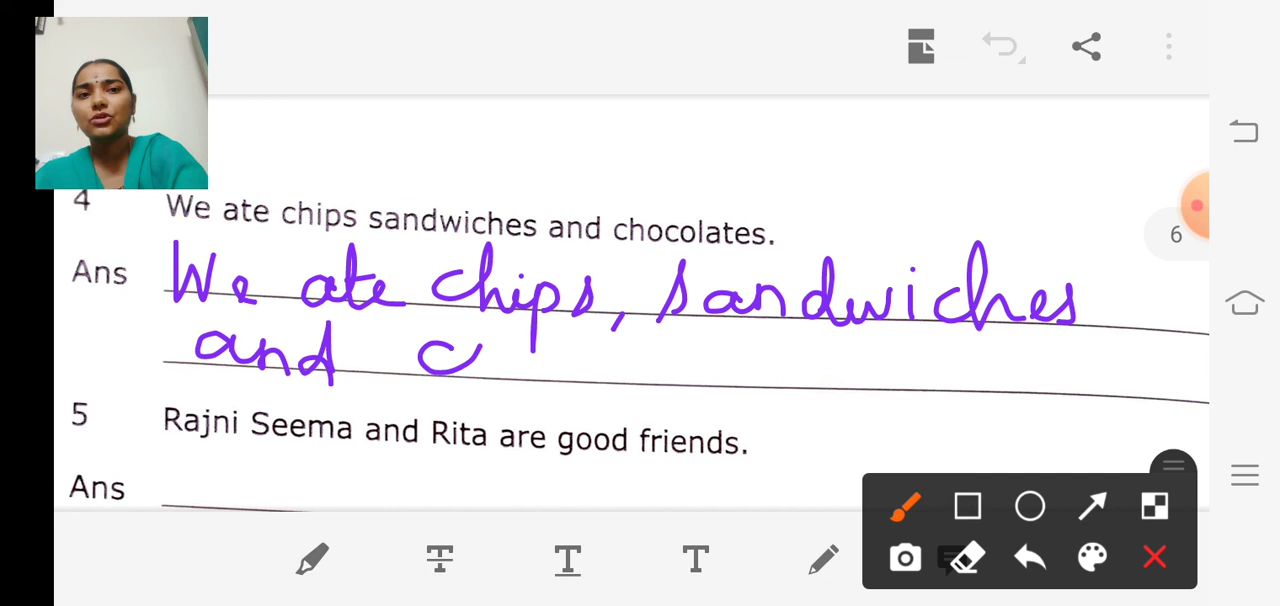 6
4 We ate chips sandwiches and chocolates.
Ans We ate chips, sandwiches
and c
5 Rajni Seema and Rita are good friends.
Ans
T T T